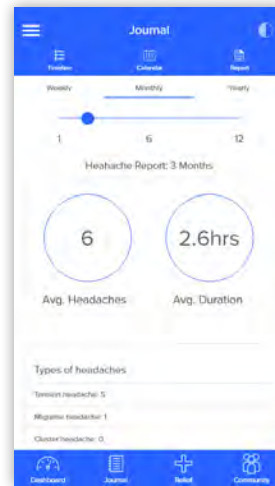 Journal
Timeline Calendar Report
Weekly Monthly Yearly
1 6 12
Heahache Report: 3 Months
6 2.6hrs
Avg. Headaches Avg. Duration
Types of headaches
Tension headache: 5
Migraine headache: 1
Cluster headache: 0
Dashboard Journal Relief Community